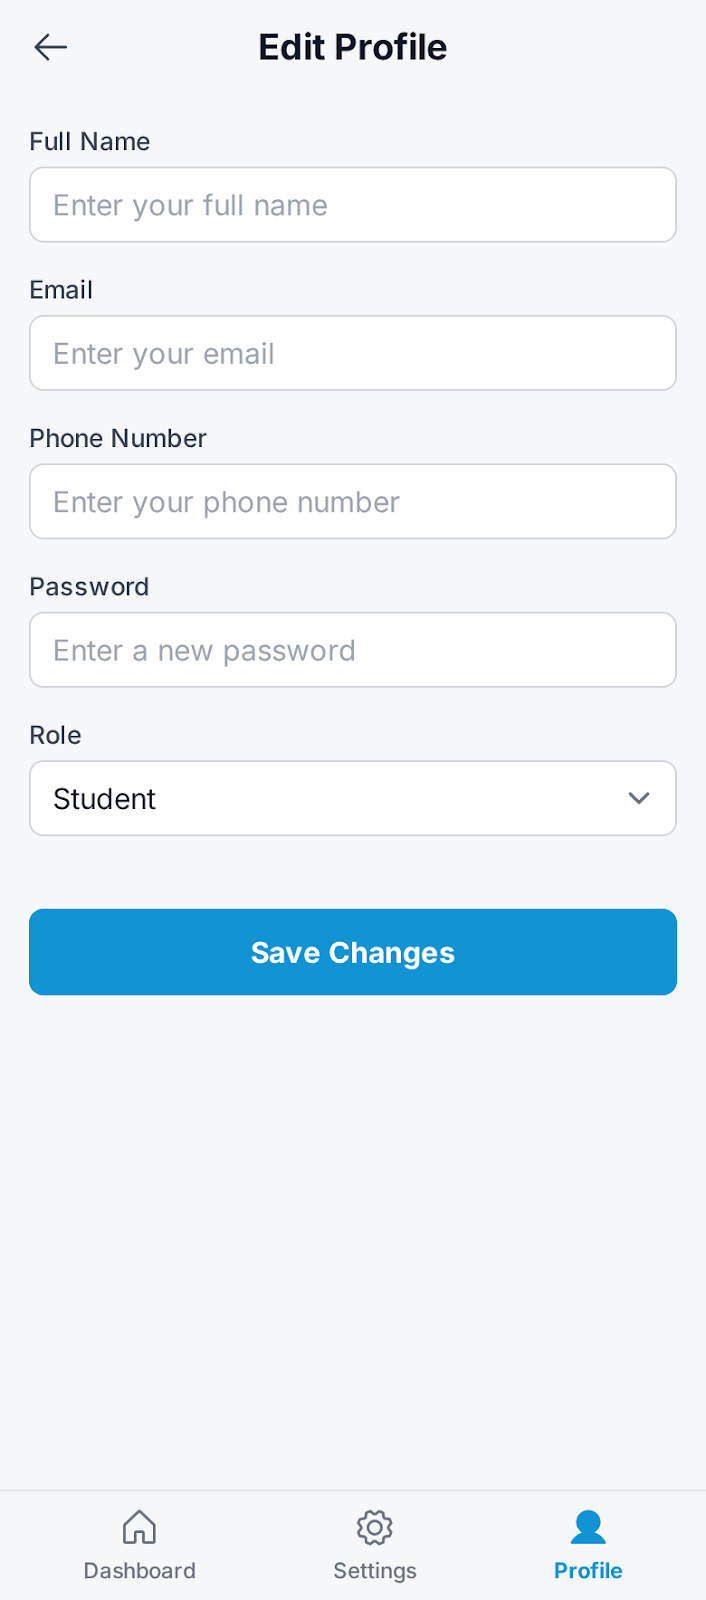 Edit Profile
Full Name
Enter your full name
Email
Enter your email
Phone Number
Enter your phone number
Password
Enter a new password
Role
Student
Save Changes
Dashboard
Settings
Profile